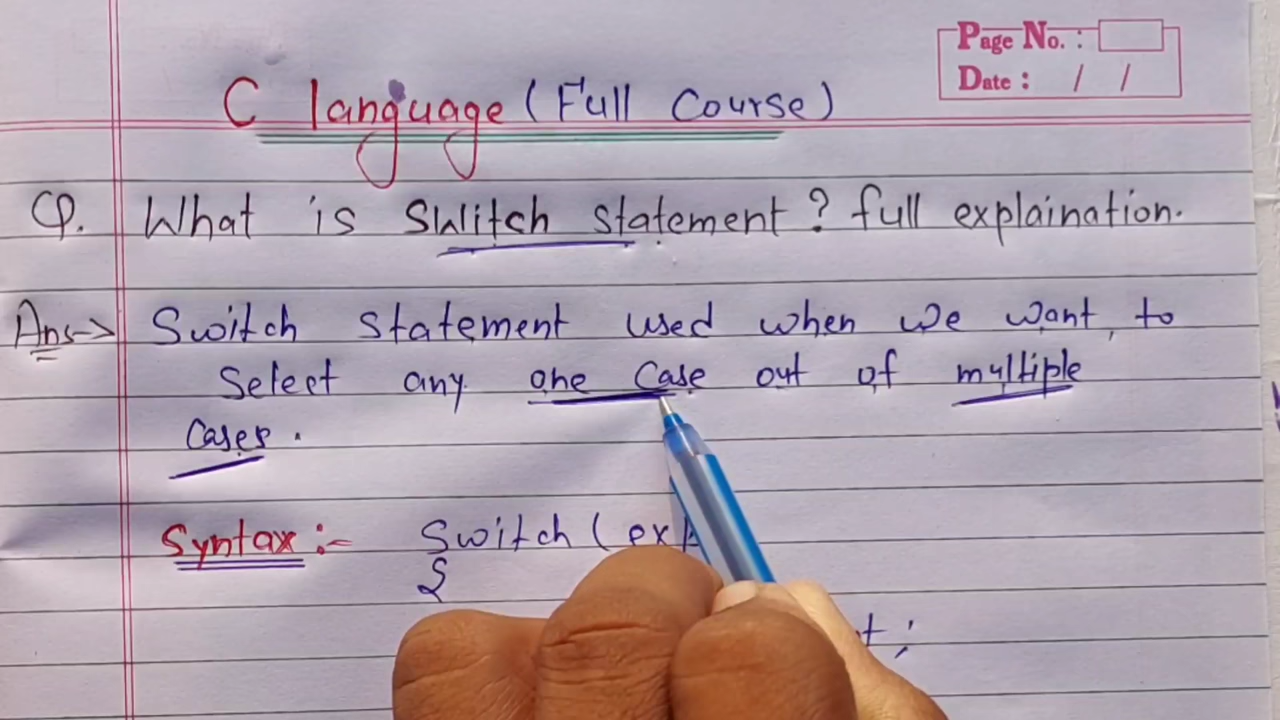 Page No. :
Date : / /
C language (Full Course)
Q. What is Switch statement ? full explaination.
Ans-> Switch statement used when we want, to
Select any one Case out of multiple
Cases .
Syntax :- Switch ( exp
{
t ;